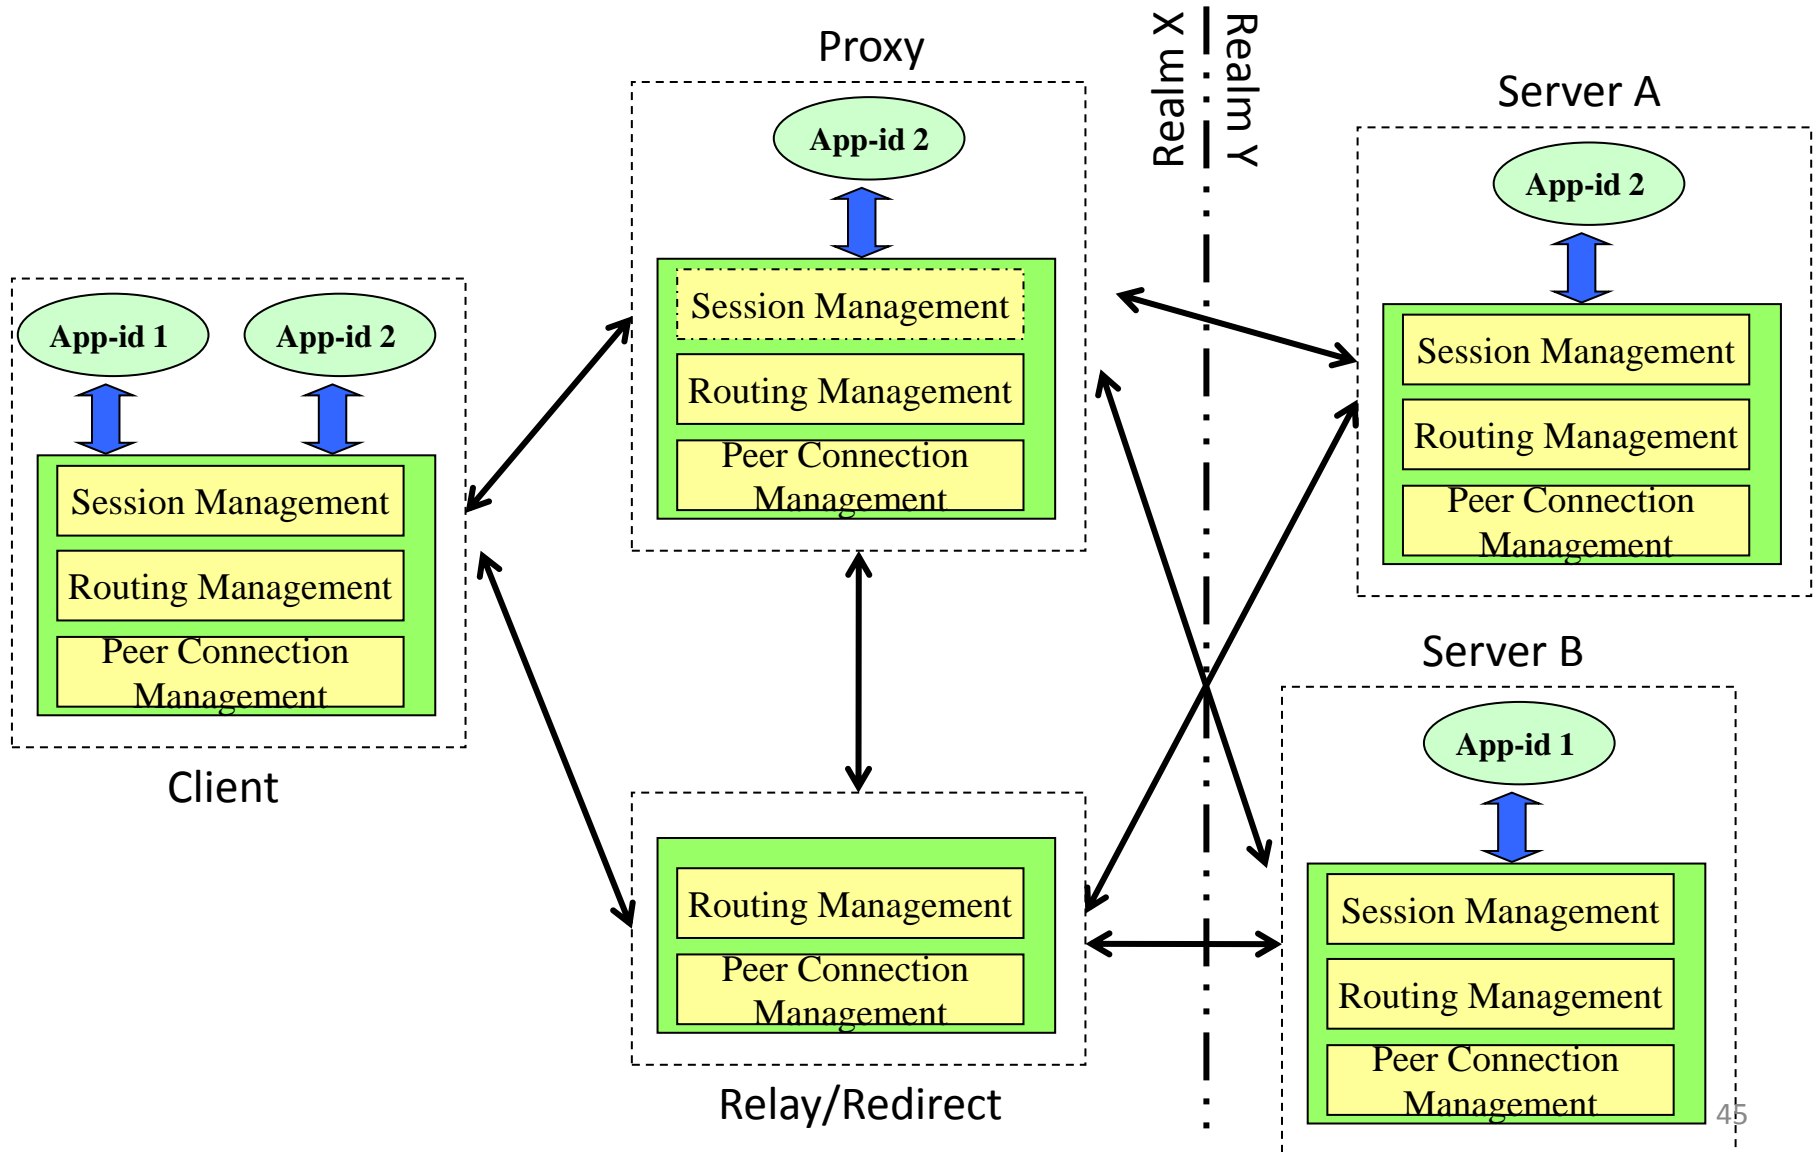 Proxy
App-id 2
Session Management
Routing Management
Peer Connection
Management
Realm X
Realm Y
Server A
App-id 2
Session Management
Routing Management
Peer Connection
Management
App-id 1
App-id 2
Session Management
Routing Management
Peer Connection
Management
Client
Routing Management
Peer Connection
Management
Relay/Redirect
Server B
App-id 1
Session Management
Routing Management
Peer Connection
Management
45